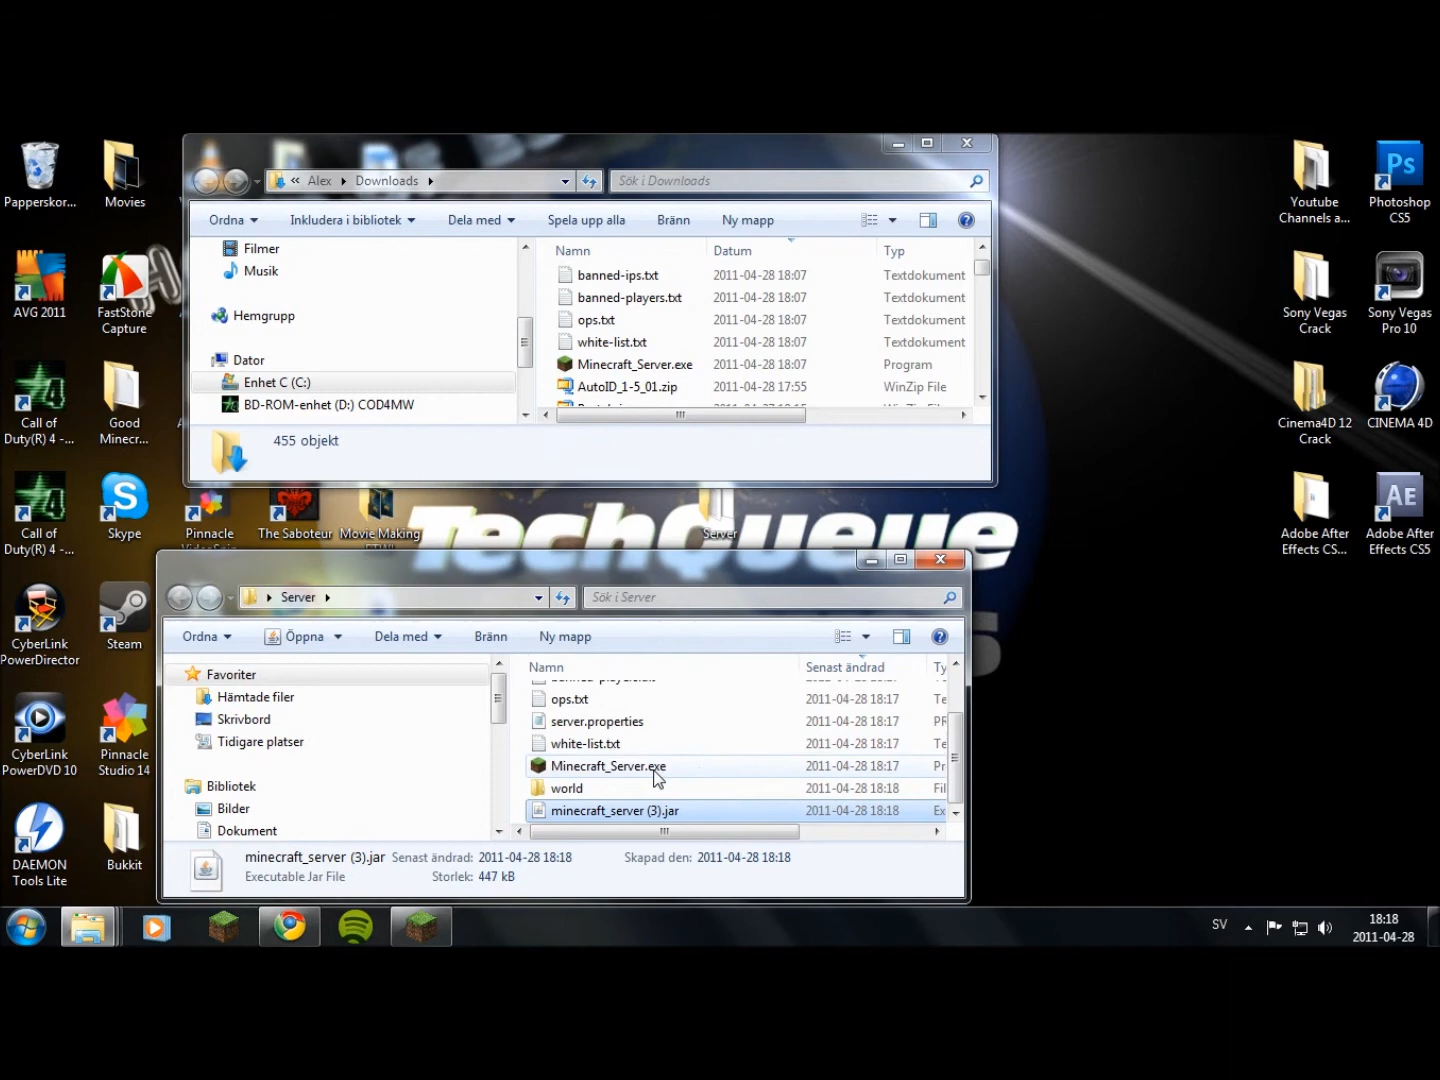 Alex
Downloads
Sök i Downloads
Ordna
Inkludera i bibliotek
Dela med
Spela upp alla
Bränn
Ny mapp
Filmer
Musik
Hemgrupp
Dator
Enhet C (C:)
BD-ROM-enhet (D:) COD4MW
Namn
Datum
Typ
banned-ips.txt 2011-04-28 18:07 Textdokument
banned-players.txt 2011-04-28 18:07 Textdokument
ops.txt 2011-04-28 18:07 Textdokument
white-list.txt 2011-04-28 18:07 Textdokument
Minecraft_Server.exe 2011-04-28 18:07 Program
AutoID_1-5_01.zip 2011-04-28 17:55 WinZip File
455 objekt
Papperskor...
Movies
AVG 2011
FastStone
Capture
Call of
Duty(R) 4 -...
Good
Minecr...
Call of
Duty(R) 4 -...
Skype
Pinnacle
The Saboteur
Movie Making
Server
TechQueue
CyberLink
PowerDirector
Steam
CyberLink
PowerDVD 10
Pinnacle
Studio 14
DAEMON
Tools Lite
Bukkit
Youtube
Channels a...
Photoshop
CS5
Sony Vegas
Crack
Sony Vegas
Pro 10
Cinema4D 12
Crack
CINEMA 4D
Adobe After
Effects CS...
Adobe After
Effects CS5
Ps
AE
Server
Sök i Server
Ordna
Öppna
Dela med
Bränn
Ny mapp
Favoriter
Hämtade filer
Skrivbord
Tidigare platser
Bibliotek
Bilder
Dokument
Namn
Senast ändrad
Ty
ops.txt 2011-04-28 18:17 Te
server.properties 2011-04-28 18:17 PR
white-list.txt 2011-04-28 18:17 Te
Minecraft_Server.exe 2011-04-28 18:17 Pr
world 2011-04-28 18:18 Fil
minecraft_server (3).jar 2011-04-28 18:18 Ex
minecraft_server (3).jar Senast ändrad: 2011-04-28 18:18 Skapad den: 2011-04-28 18:18
Executable Jar File Storlek: 447 kB
SV
18:18
2011-04-28